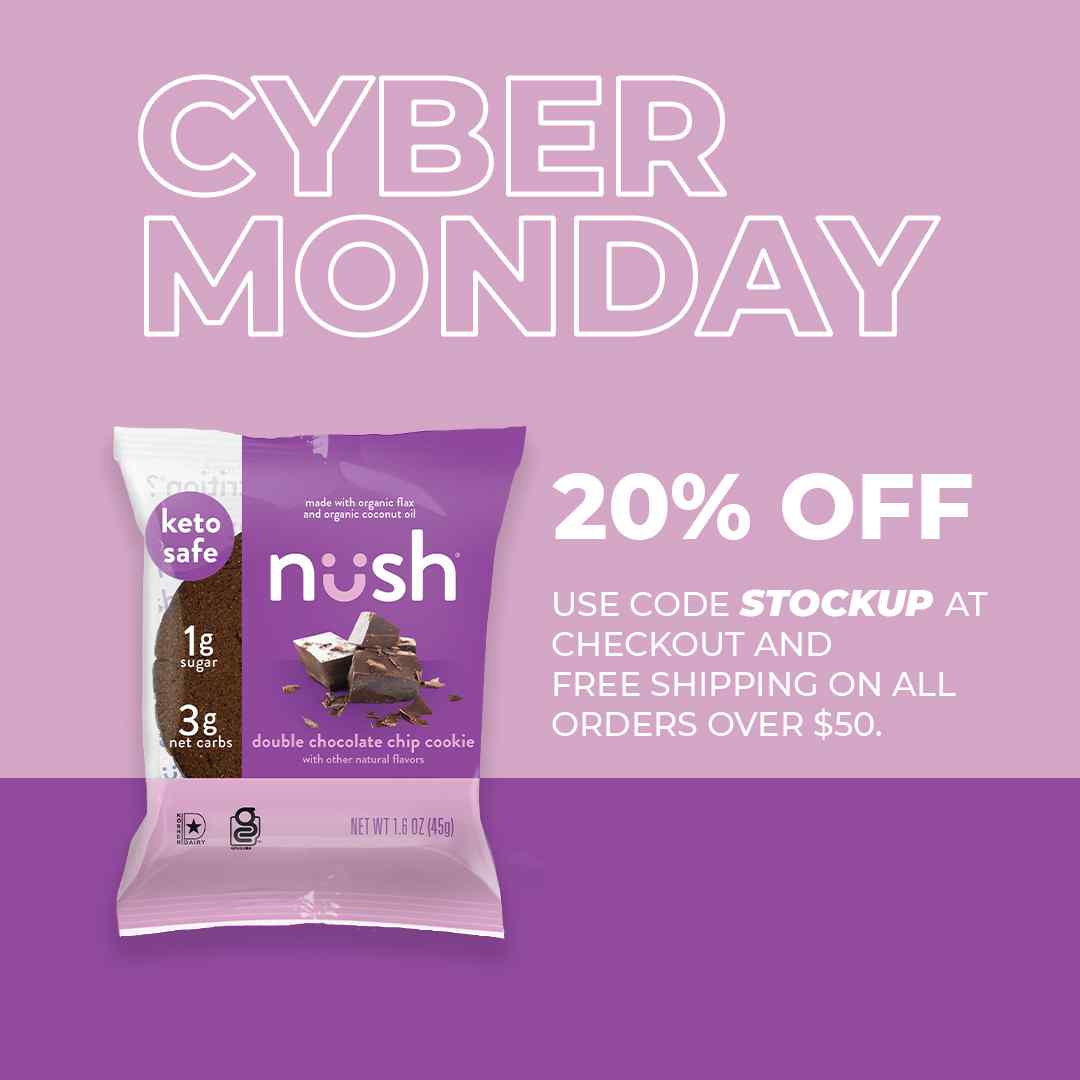 CYBER
MONDAY
20% OFF
USE CODE STOCKUP AT
CHECKOUT AND
FREE SHIPPING ON ALL
ORDERS OVER $50.
keto
safe
1g
sugar
3g
net carbs
made with organic flax
and organic coconut oil
nüsh
double chocolate chip cookie
with other natural flavors
DAIRY
NET WT 1.6 OZ (45g)